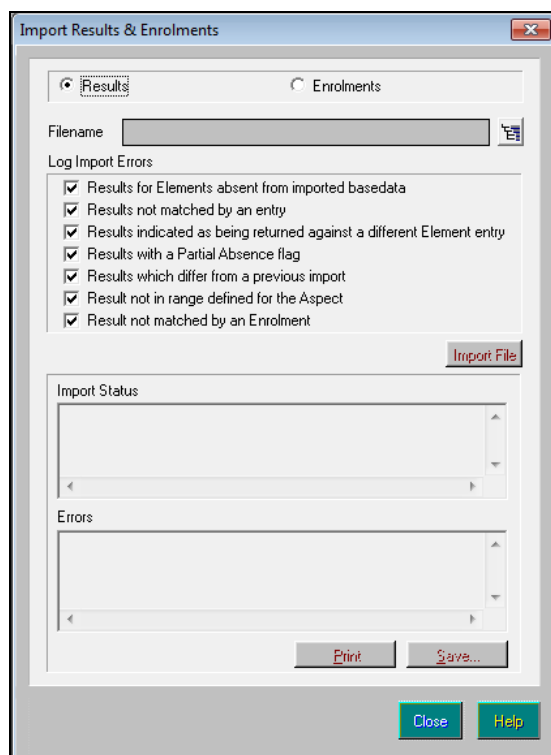 Import Results & Enrolments
Results
Enrolments
Filename
Log Import Errors
Results for Elements absent from imported basedata
Results not matched by an entry
Results indicated as being returned against a different Element entry
Results with a Partial Absence flag
Results which differ from a previous import
Result not in range defined for the Aspect
Result not matched by an Enrolment
Import File
Import Status
Errors
Print
Save...
Close
Help